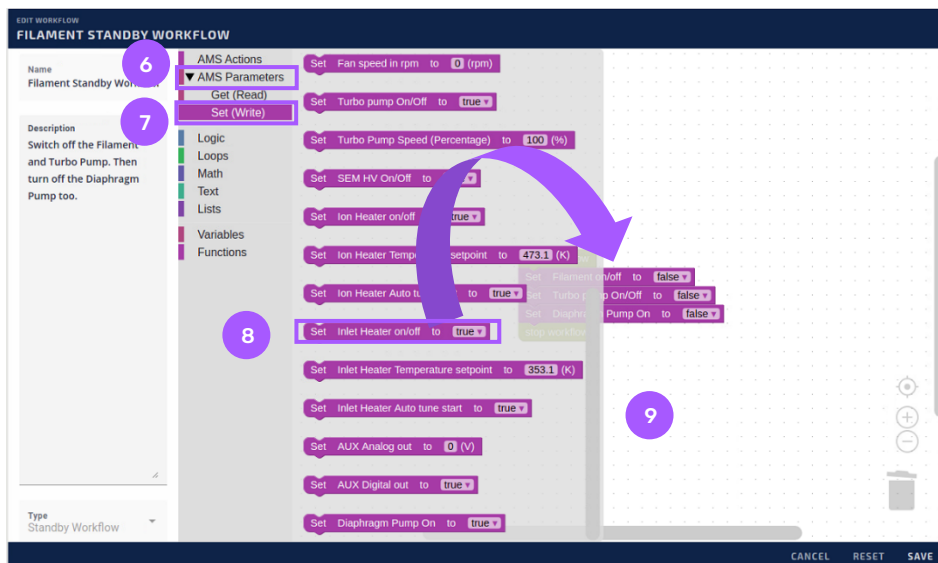 EDIT WORKFLOW
FILAMENT STANDBY WORKFLOW
Name
Filament Standby
Description
Switch off the Filament
and Turbo Pump. Then
turn off the Diaphragm
Pump too.
Type
Standby Workflow
6
7
AMS Actions
AMS Parameters
Get (Read)
Set (Write)
Logic
Loops
Math
Text
Lists
Variables
Functions
Set Fan speed in rpm to 0 (rpm)
Set Turbo pump On/Off to true
Set Turbo Pump Speed (Percentage) to 100 (%)
Set SEM HV On/Off to
Set Ion Heater on/off true
Set Ion Heater setpoint to 473.1 (K)
Set Ion Heater Auto to true
Set Inlet Heater on/off to true
Set Inlet Heater Temperature setpoint to 353.1 (K)
Set Inlet Heater Auto tune start to true
Set AUX Analog out to 0 (V)
Set AUX Digital out to true
Set Diaphragm Pump On to true
8
Set Filament on/off to false
Set Turbo On/Off to false
Set Pump On to false
stop workflow
9
CANCEL RESET SAVE